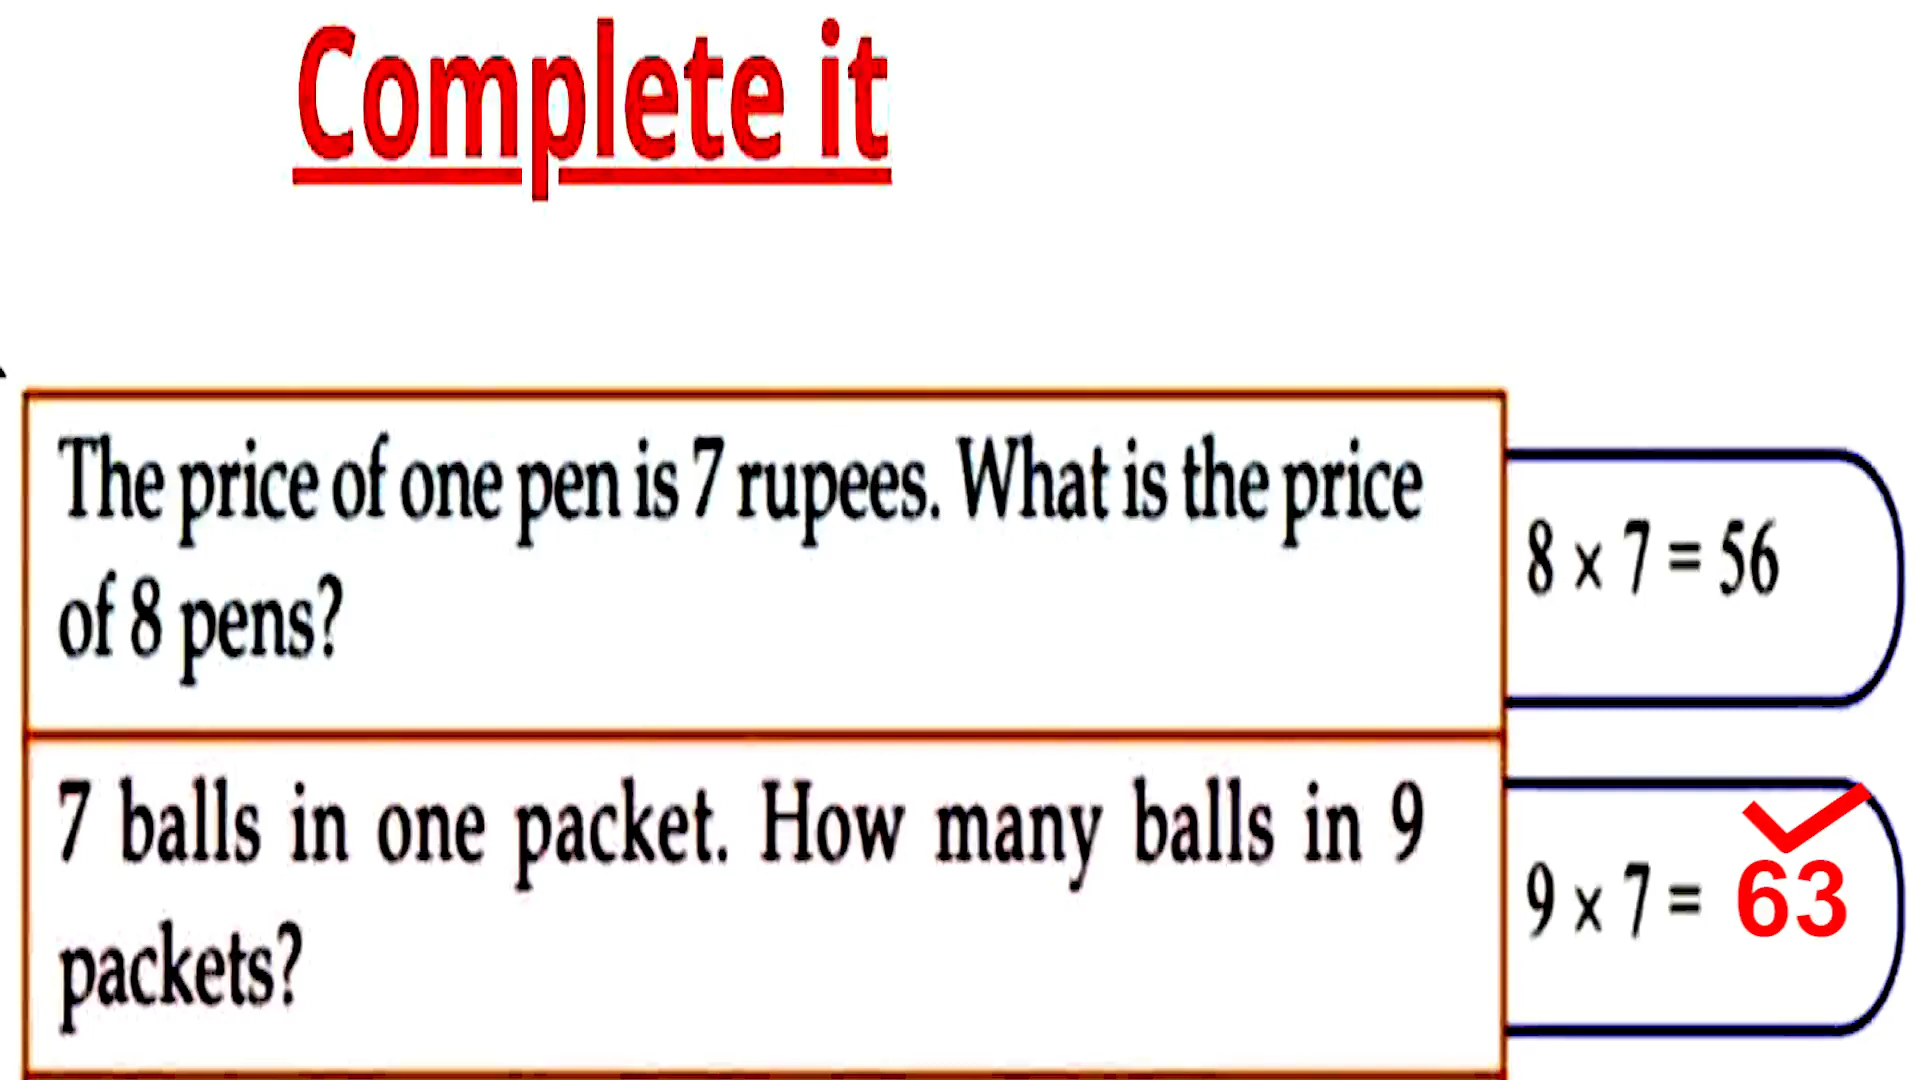 Complete it
The price of one pen is 7 rupees. What is the price
of 8 pens?
8 × 7 = 56
7 balls in one packet. How many balls in 9
packets?
9 × 7 = 63